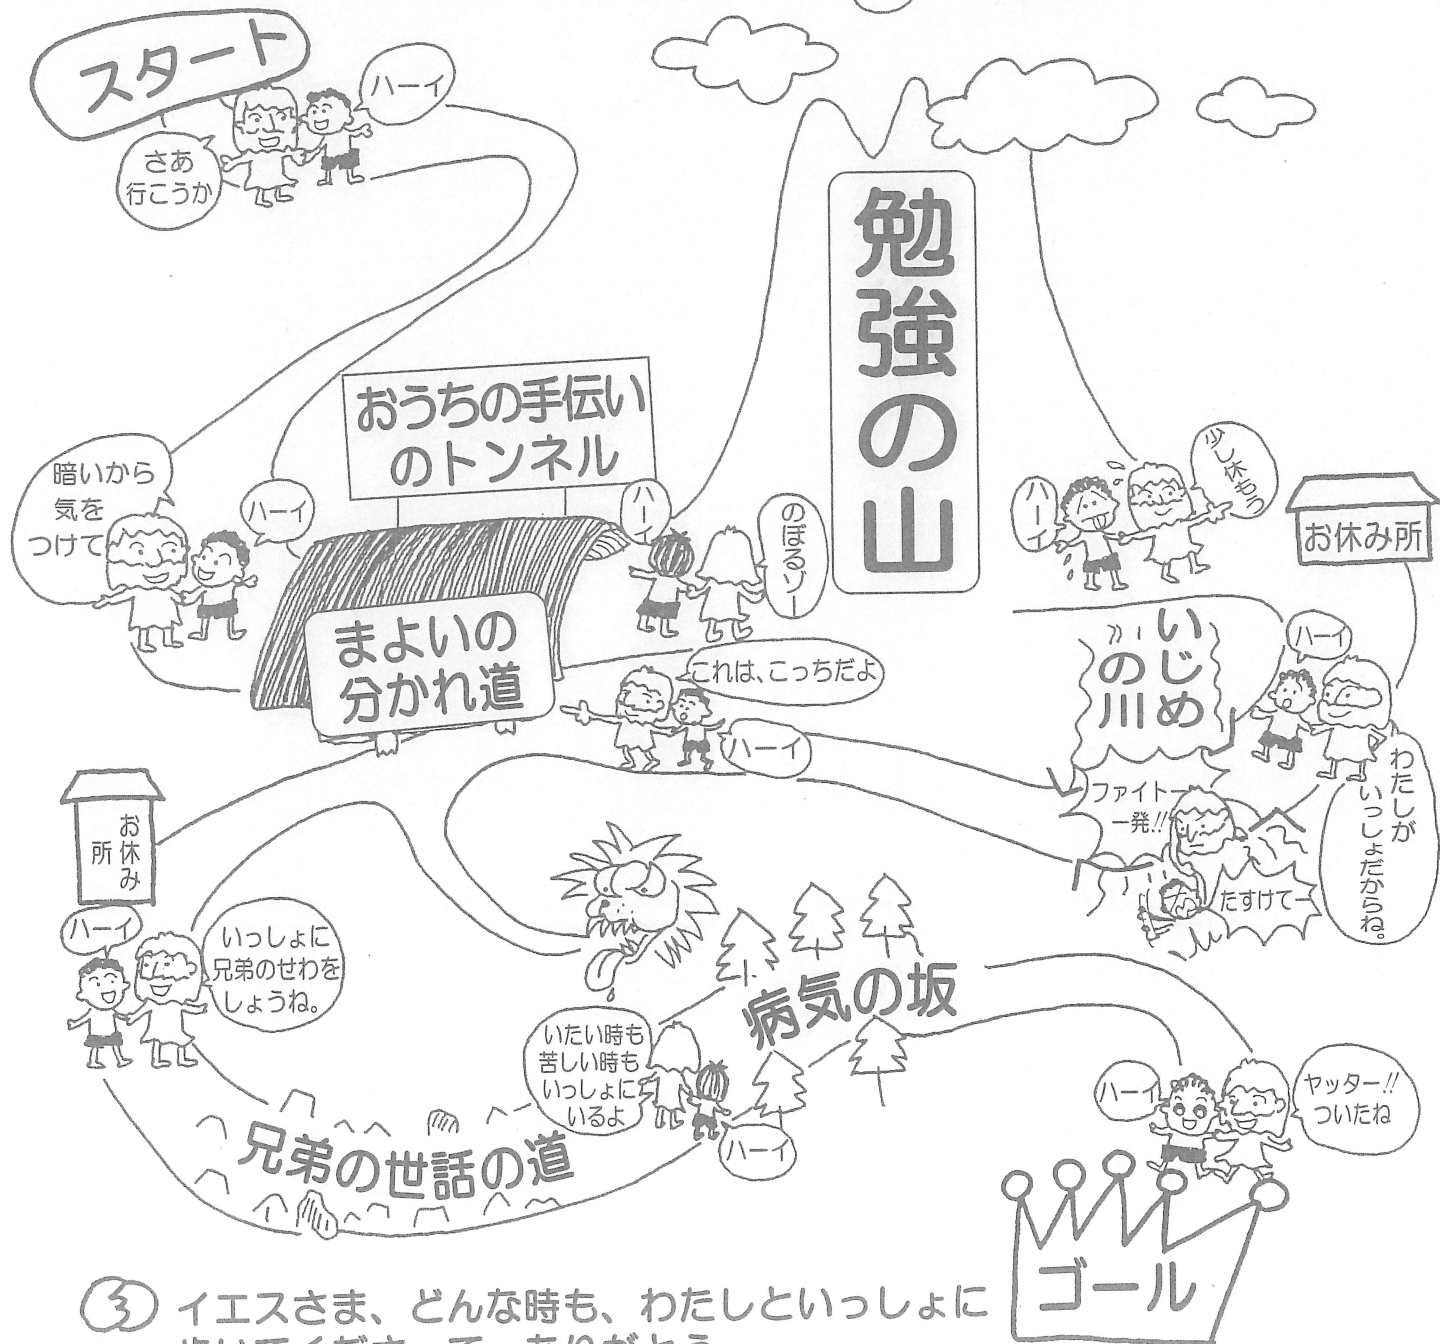 スタート
ハーイ
さあ
行こうか
勉強の山
おうちの手伝い
のトンネル
暗いから
気を
つけて
ハーイ
ハーイ
のぼるゾー
少し休もう
ハーイ
お休み所
まよいの
分かれ道
これは、こっちだよ
ハーイ
いじめ
の川
ハーイ
わたしが
いっしょだからね。
ファイトー
一発!!
たすけてー
お休み
所
ハーイ
いっしょに
兄弟のせわを
しようね。
病気の坂
いたい時も
苦しい時も
いっしょに
いるよ
ハーイ
兄弟の世話の道
ハーイ
ヤッター!!
ついたね
ゴール
3 イエスさま、どんな時も、わたしといっしょに